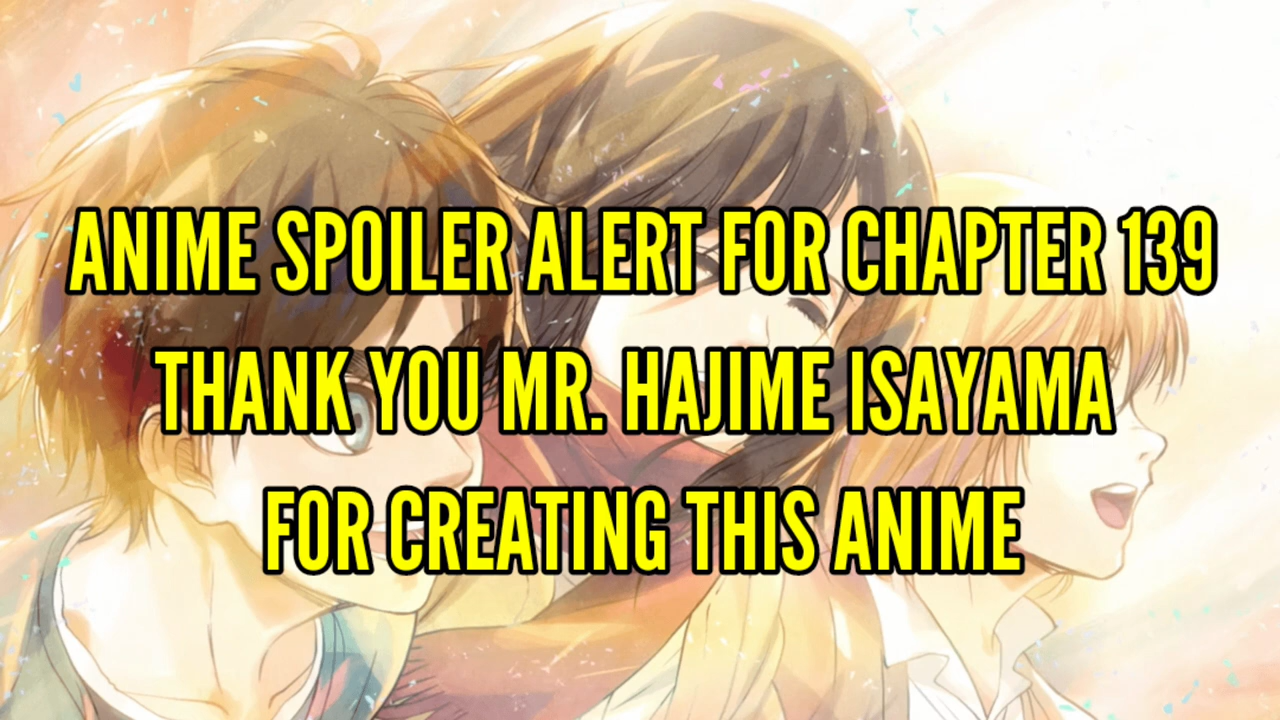 ANIME SPOILER ALERT FOR CHAPTER 139
THANK YOU MR. HAJIME ISAYAMA
FOR CREATING THIS ANIME